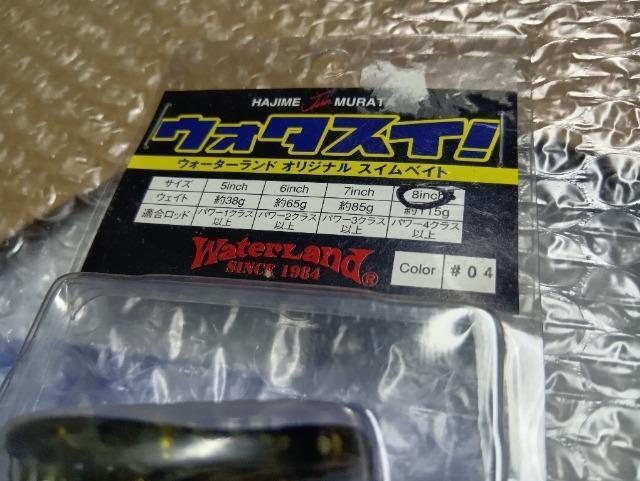 HAJIME Jim MURAT
ウォタスイ!
ウォーターランド オリジナル スイムベイト
サイズ 5inch 6inch 7inch 8inch
ウェイト 約38g 約65g 約85g 約115g
適合ロッド パワー1クラス以上 パワー2クラス以上 パワー3クラス以上 パワー4クラス以上
WaterLand®
SINCE 1984
Color #04